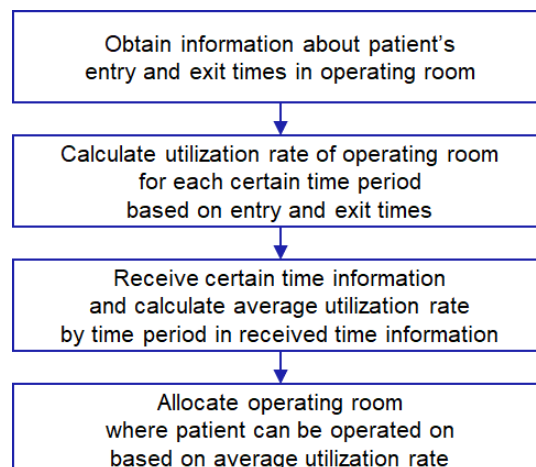 Obtain information about patient's
entry and exit times in operating room
Calculate utilization rate of operating room
for each certain time period
based on entry and exit times
Receive certain time information
and calculate average utilization rate
by time period in received time information
Allocate operating room
where patient can be operated on
based on average utilization rate